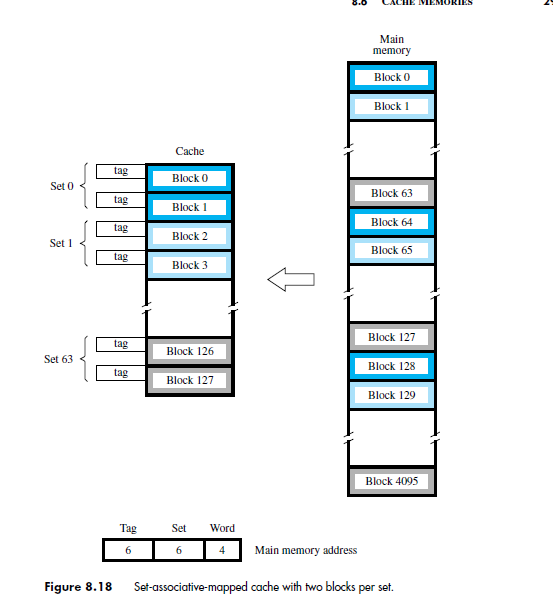 8.6 CACHE MEMORIES
Main
memory
Block 0
Block 1
Cache
tag
Block 0
Set 0
tag
Block 1
tag
Block 2
Set 1
tag
Block 3
Block 63
Block 64
Block 65
tag
Block 126
Set 63
tag
Block 127
Block 127
Block 128
Block 129
Block 4095
Tag Set Word
6 6 4 Main memory address
Figure 8.18 Set-associative-mapped cache with two blocks per set.